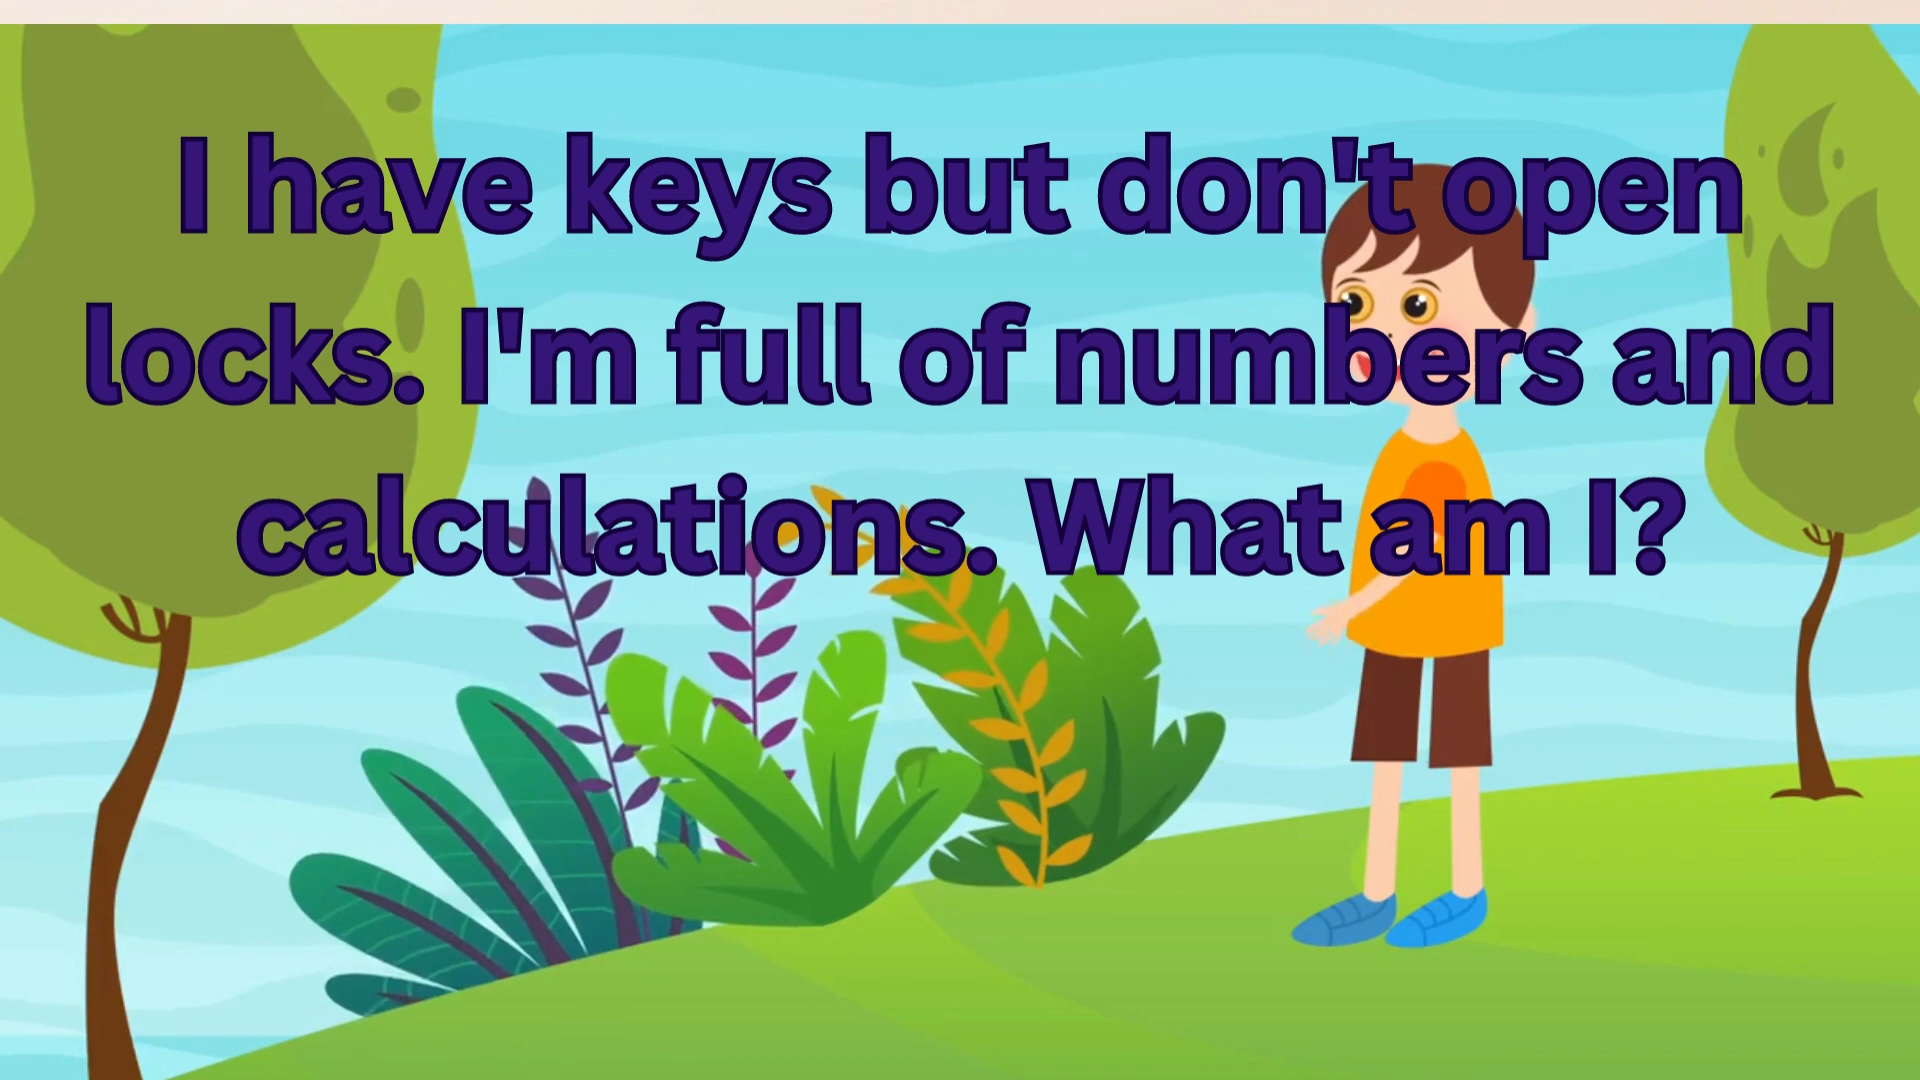 I have keys but don't open
locks. I'm full of numbers and
calculations. What am I?